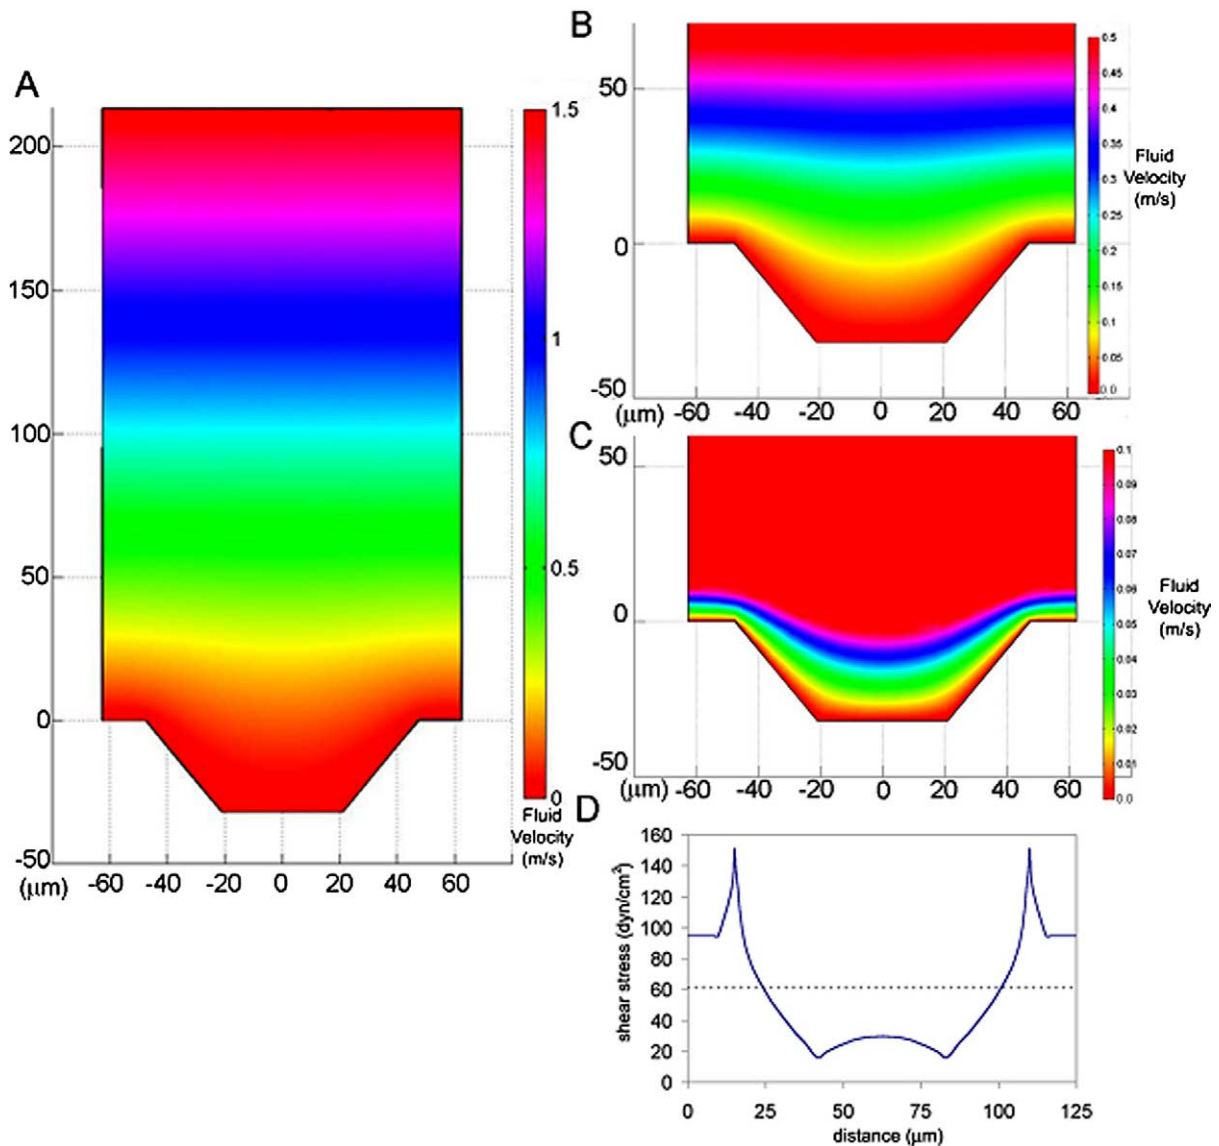 A
200
150
100
50
0
-50
(μm) -60 -40 -20 0 20 40 60
1.5
1
0.5
0
Fluid
Velocity
(m/s)
B
50
0
-50
(μm) -60 -40 -20 0 20 40 60
0.5
0.45
0.4
0.35
0.3
0.25
0.2
0.15
0.1
0.05
0.0
Fluid
Velocity
(m/s)
C
50
0
-50
(μm) -60 -40 -20 0 20 40 60
0.1
0.09
0.08
0.07
0.06
0.05
0.04
0.03
0.02
0.01
0.0
Fluid
Velocity
(m/s)
D
shear stress (dyn/cm²)
160
140
120
100
80
60
40
20
0
0 25 50 75 100 125
distance (μm)